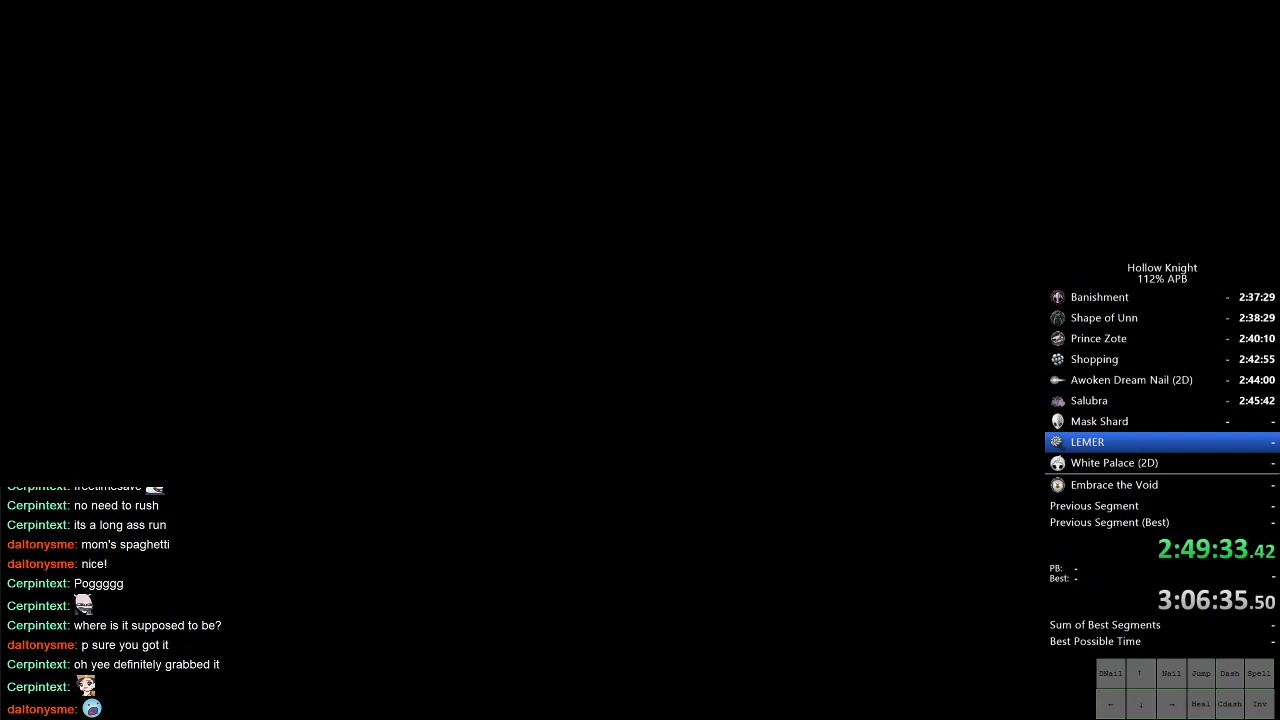 Hollow Knight
112% APB
Banishment - 2:37:29
Shape of Unn - 2:38:29
Prince Zote - 2:40:10
Shopping - 2:42:55
Awoken Dream Nail (2D) - 2:44:00
Salubra - 2:45:42
Mask Shard - -
LEMER -
White Palace (2D) -
Embrace the Void -
Previous Segment -
Previous Segment (Best) -
2:49:33.42
PB: - -
Best: -
3:06:35.50
Sum of Best Segments -
Best Possible Time -
DNail ↑ Nail Jump Dash Spell
← ↓ → Heal Cdash Inv
Cerpintext: freetimesave
Cerpintext: no need to rush
Cerpintext: its a long ass run
daltonysme: mom's spaghetti
daltonysme: nice!
Cerpintext: Poggggg
Cerpintext:
Cerpintext: where is it supposed to be?
daltonysme: p sure you got it
Cerpintext: oh yee definitely grabbed it
Cerpintext:
daltonysme: